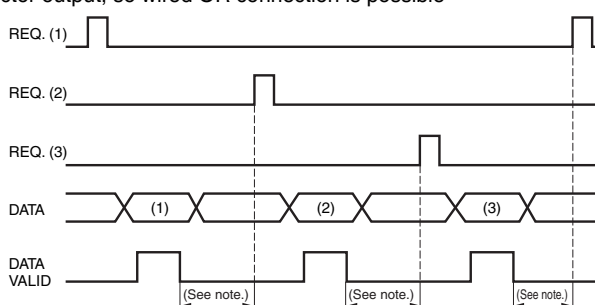 output, so wired OR connection is possible
REQ. (1)
REQ. (2)
REQ. (3)
DATA (1) (2) (3)
DATA
VALID
(See note.) (See note.) (See note.)